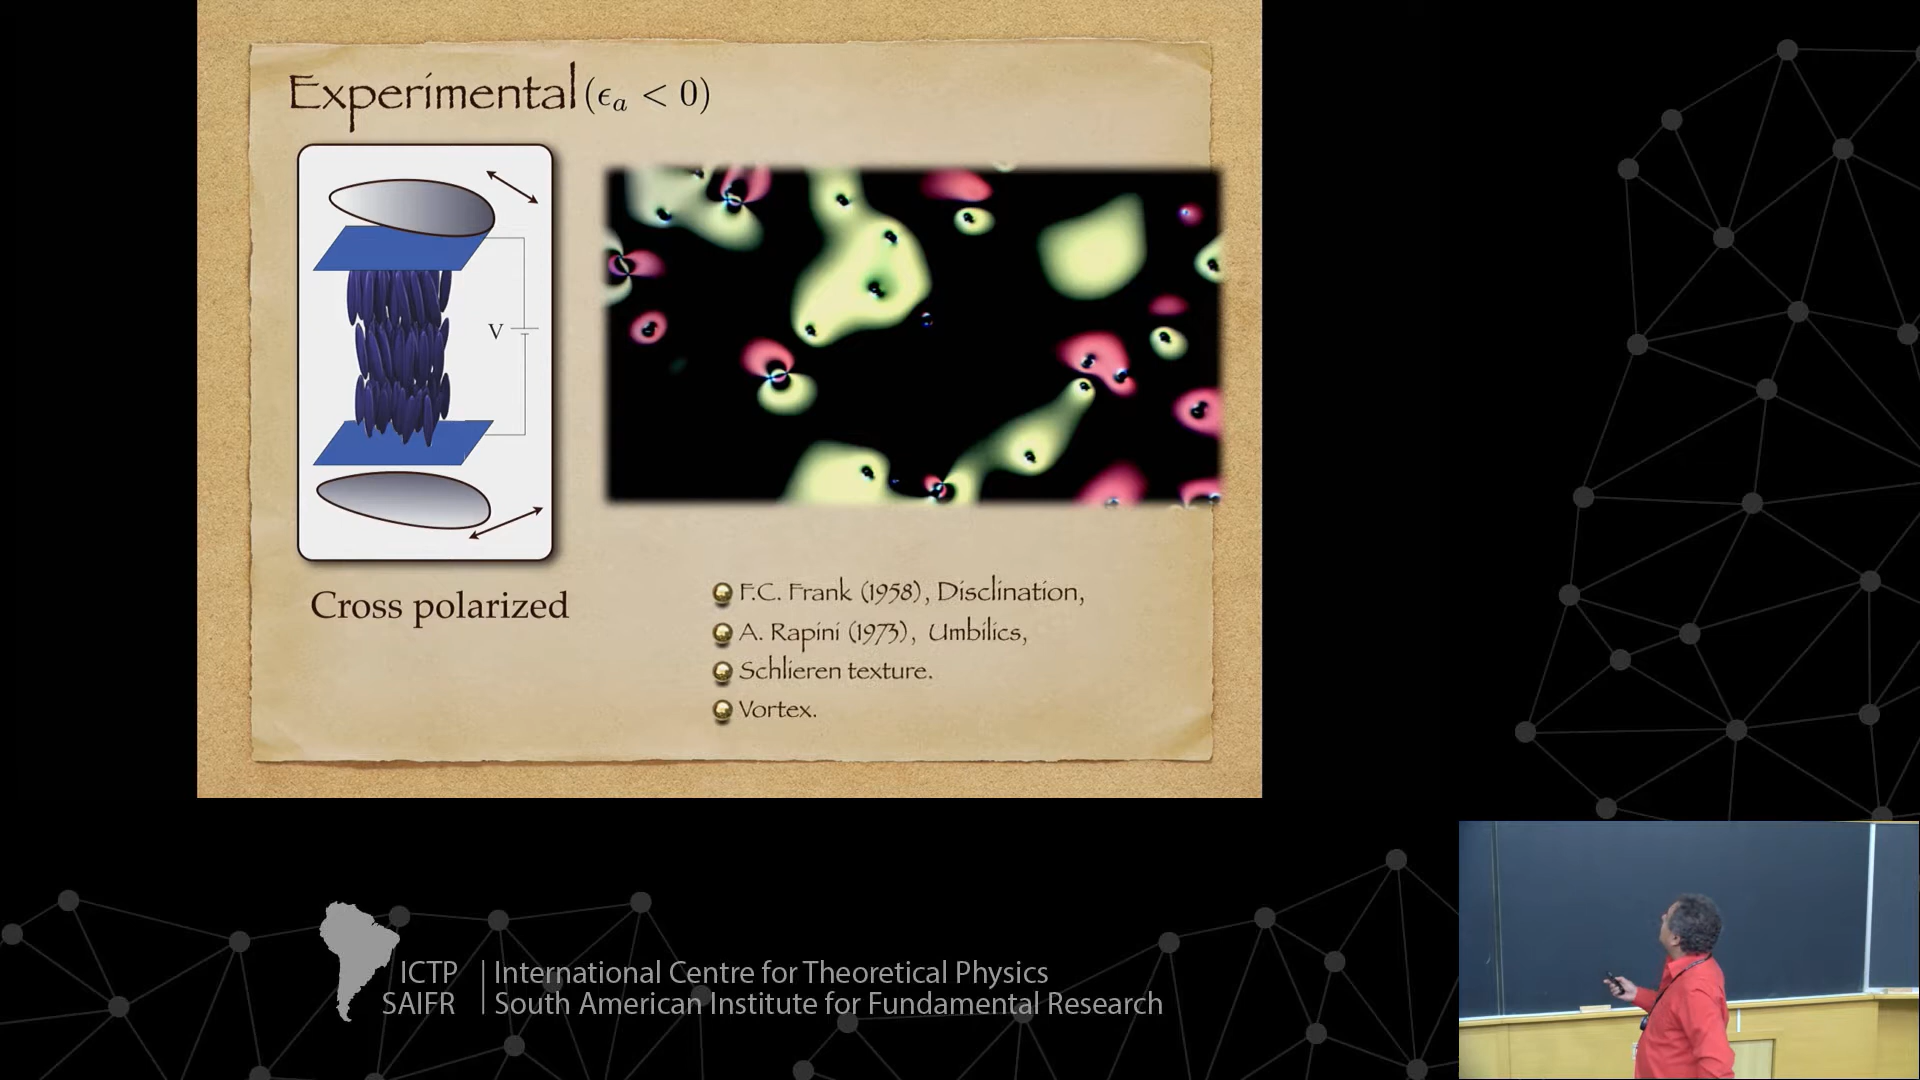 Experimental (ϵₐ < 0)
V
Cross polarized
F.C. Frank (1958), Disclination,
A. Rapini (1973), Umbilics,
Schlieren texture.
Vortex.
ICTP | International Centre for Theoretical Physics
SAIFR | South American Institute for Fundamental Research